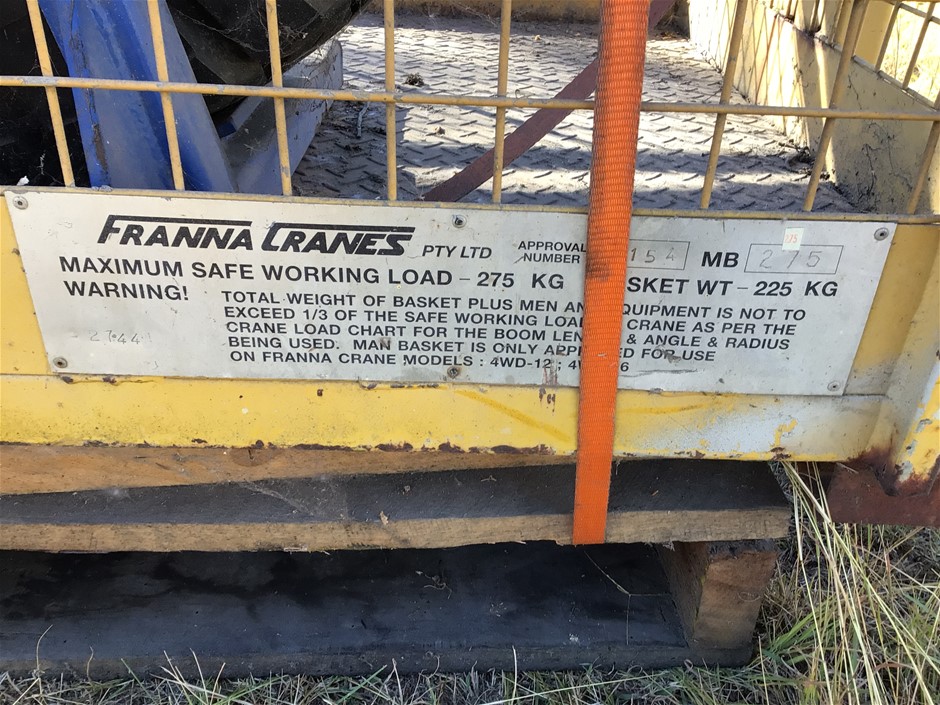 FRANNA CRANES PTY LTD APPROVAL NUMBER 154 MB 275
MAXIMUM SAFE WORKING LOAD - 275 KG SKET WT - 225 KG
WARNING! TOTAL WEIGHT OF BASKET PLUS MEN AN EQUIPMENT IS NOT TO
EXCEED 1/3 OF THE SAFE WORKING LOA CRANE AS PER THE
CRANE LOAD CHART FOR THE BOOM LEN & ANGLE & RADIUS
BEING USED. MAN BASKET IS ONLY APP ED FOR USE
ON FRANNA CRANE MODELS : 4WD-12 ; 4 6
2744